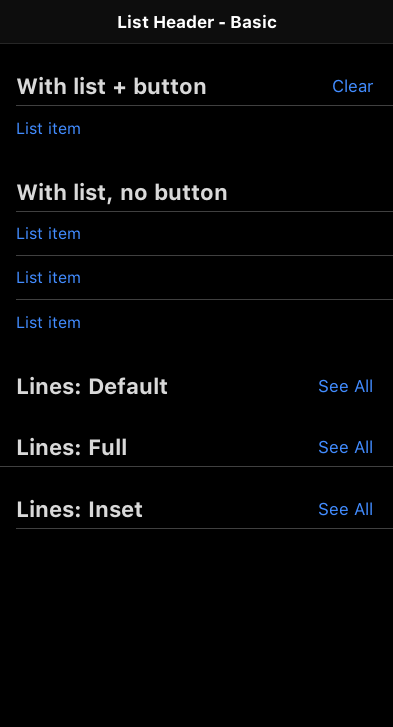 List Header - Basic
With list + button Clear
List item
With list, no button
List item
List item
List item
Lines: Default See All
Lines: Full See All
Lines: Inset See All